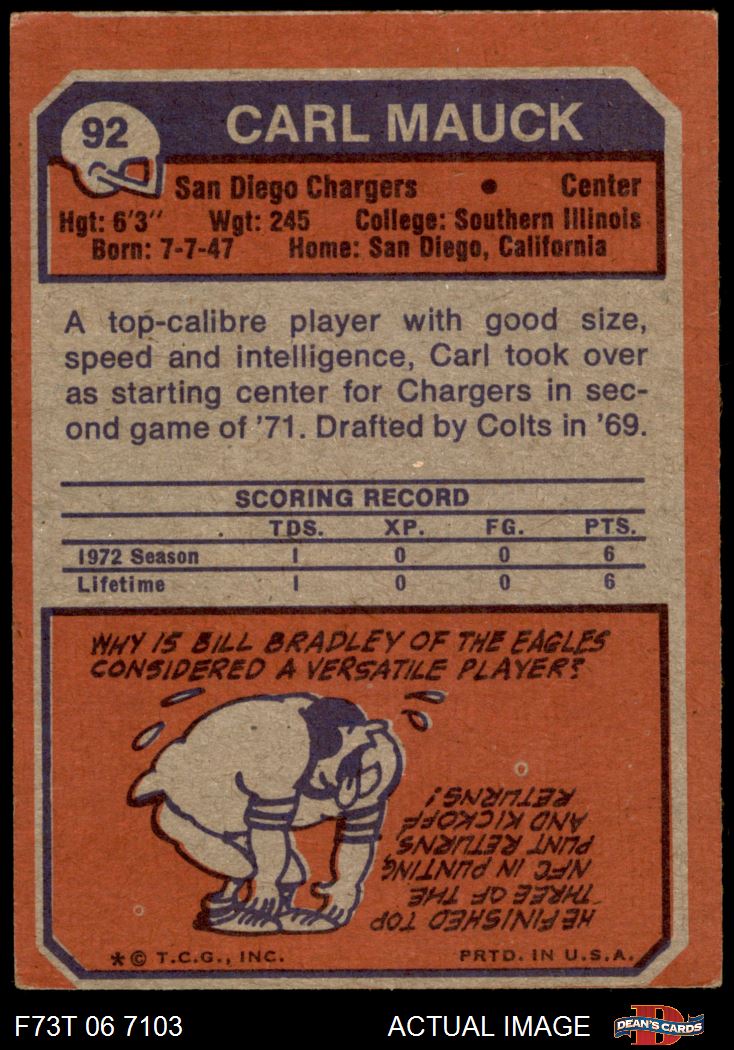 92
CARL MAUCK
San Diego Chargers • Center
Hgt: 6'3" Wgt: 245 College: Southern Illinois
Born: 7-7-47 Home: San Diego, California
A top-calibre player with good size,
speed and intelligence, Carl took over
as starting center for Chargers in sec-
ond game of '71. Drafted by Colts in '69.
SCORING RECORD
TDS. XP. FG. PTS.
1972 Season 1 0 0 6
Lifetime 1 0 0 6
WHY IS BILL BRADLEY OF THE EAGLES
CONSIDERED A VERSATILE PLAYER?
HE FINISHED TOP
THREE OF THE
NFC IN PUNTING,
PUNT RETURNS
AND KICKOFF
RETURNS!
*© T.C.G., INC. PRTD. IN U.S.A.
F73T 06 7103 ACTUAL IMAGE
D
DEAN'S CARDS